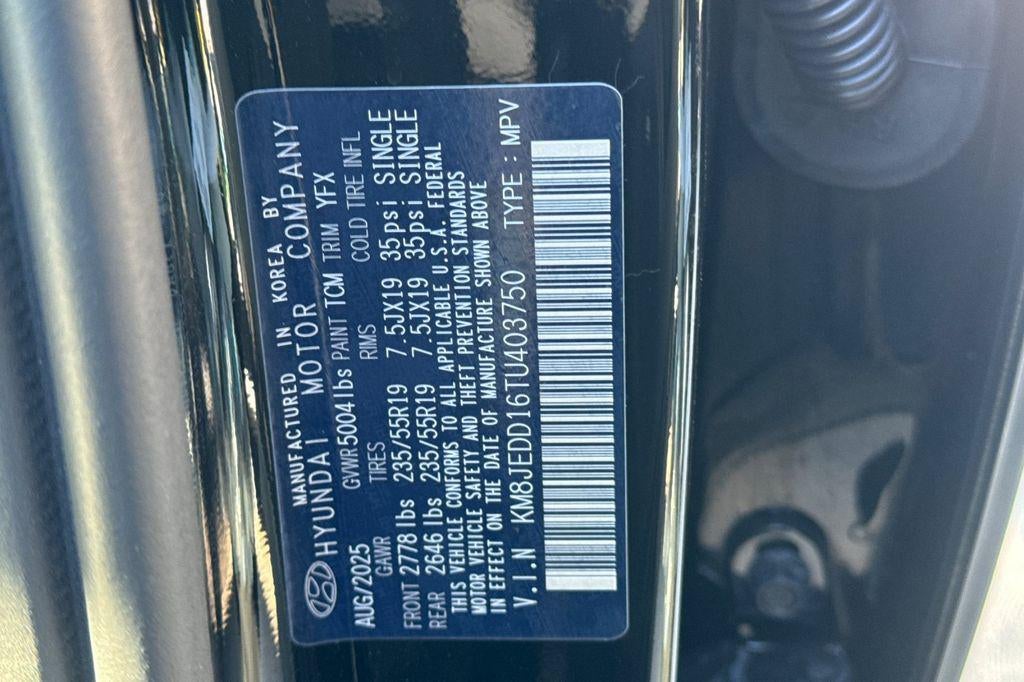 MANUFACTURED IN KOREA BY
HYUNDAI MOTOR COMPANY
AUG/2025 GVWR 5004 lbs PAINT TCM TRIM YFX
GAWR TIRES RIMS COLD TIRE INFL
FRONT 2778 lbs 235/55R19 7.5JX19 35psi SINGLE
REAR 2646 lbs 235/55R19 7.5JX19 35psi SINGLE
THIS VEHICLE CONFORMS TO ALL APPLICABLE U.S.A. FEDERAL
MOTOR VEHICLE SAFETY AND THEFT PREVENTION STANDARDS
IN EFFECT ON THE DATE OF MANUFACTURE SHOWN ABOVE
V.I.N KM8JEDD16TU403750 TYPE : MPV